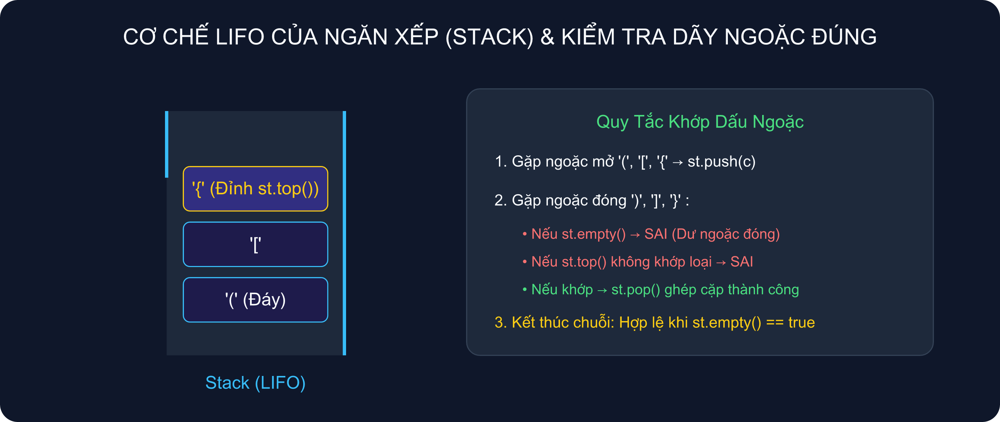 CƠ CHẾ LIFO CỦA NGĂN XẾP (STACK) & KIỂM TRA DÃY NGOẶC ĐÚNG
'{' (Đỉnh st.top())
'['
'(' (Đáy)
Stack (LIFO)
Quy Tắc Khớp Dấu Ngoặc
1. Gặp ngoặc mở '(', '[', '{' → st.push(c)
2. Gặp ngoặc đóng ')', ']', '}' :
• Nếu st.empty() → SAI (Dư ngoặc đóng)
• Nếu st.top() không khớp loại → SAI
• Nếu khớp → st.pop() ghép cặp thành công
3. Kết thúc chuỗi: Hợp lệ khi st.empty() == true